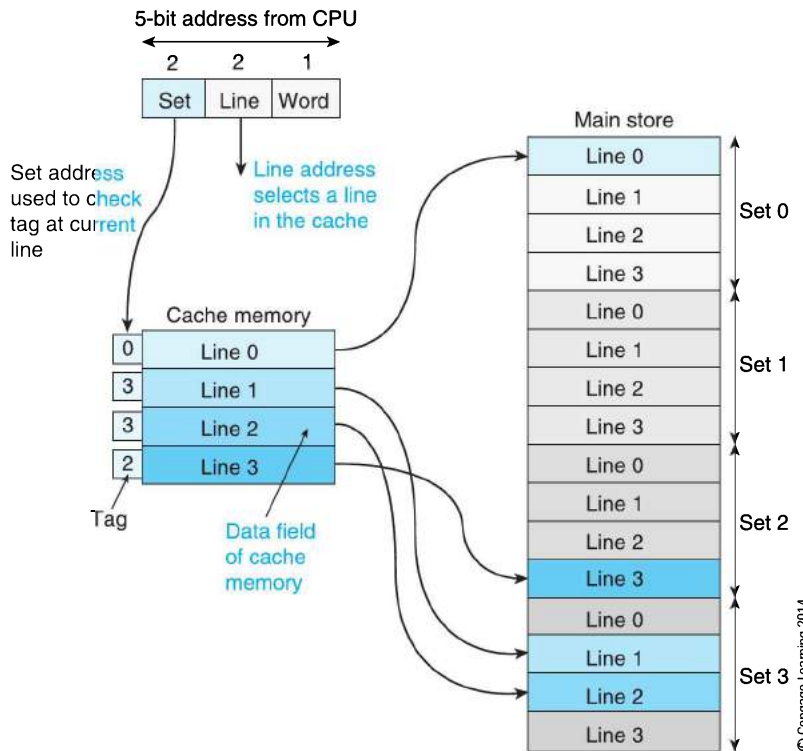 5-bit address from CPU
2 2 1
Set Line Word
Set address
used to check
tag at current
line
Line address
selects a line
in the cache
Cache memory
0 Line 0
3 Line 1
3 Line 2
2 Line 3
Tag
Data field
of cache
memory
Main store
Line 0
Line 1
Line 2
Line 3
Set 0
Line 0
Line 1
Line 2
Line 3
Set 1
Line 0
Line 1
Line 2
Line 3
Set 2
Line 0
Line 1
Line 2
Line 3
Set 3
© Cengage Learning 2014